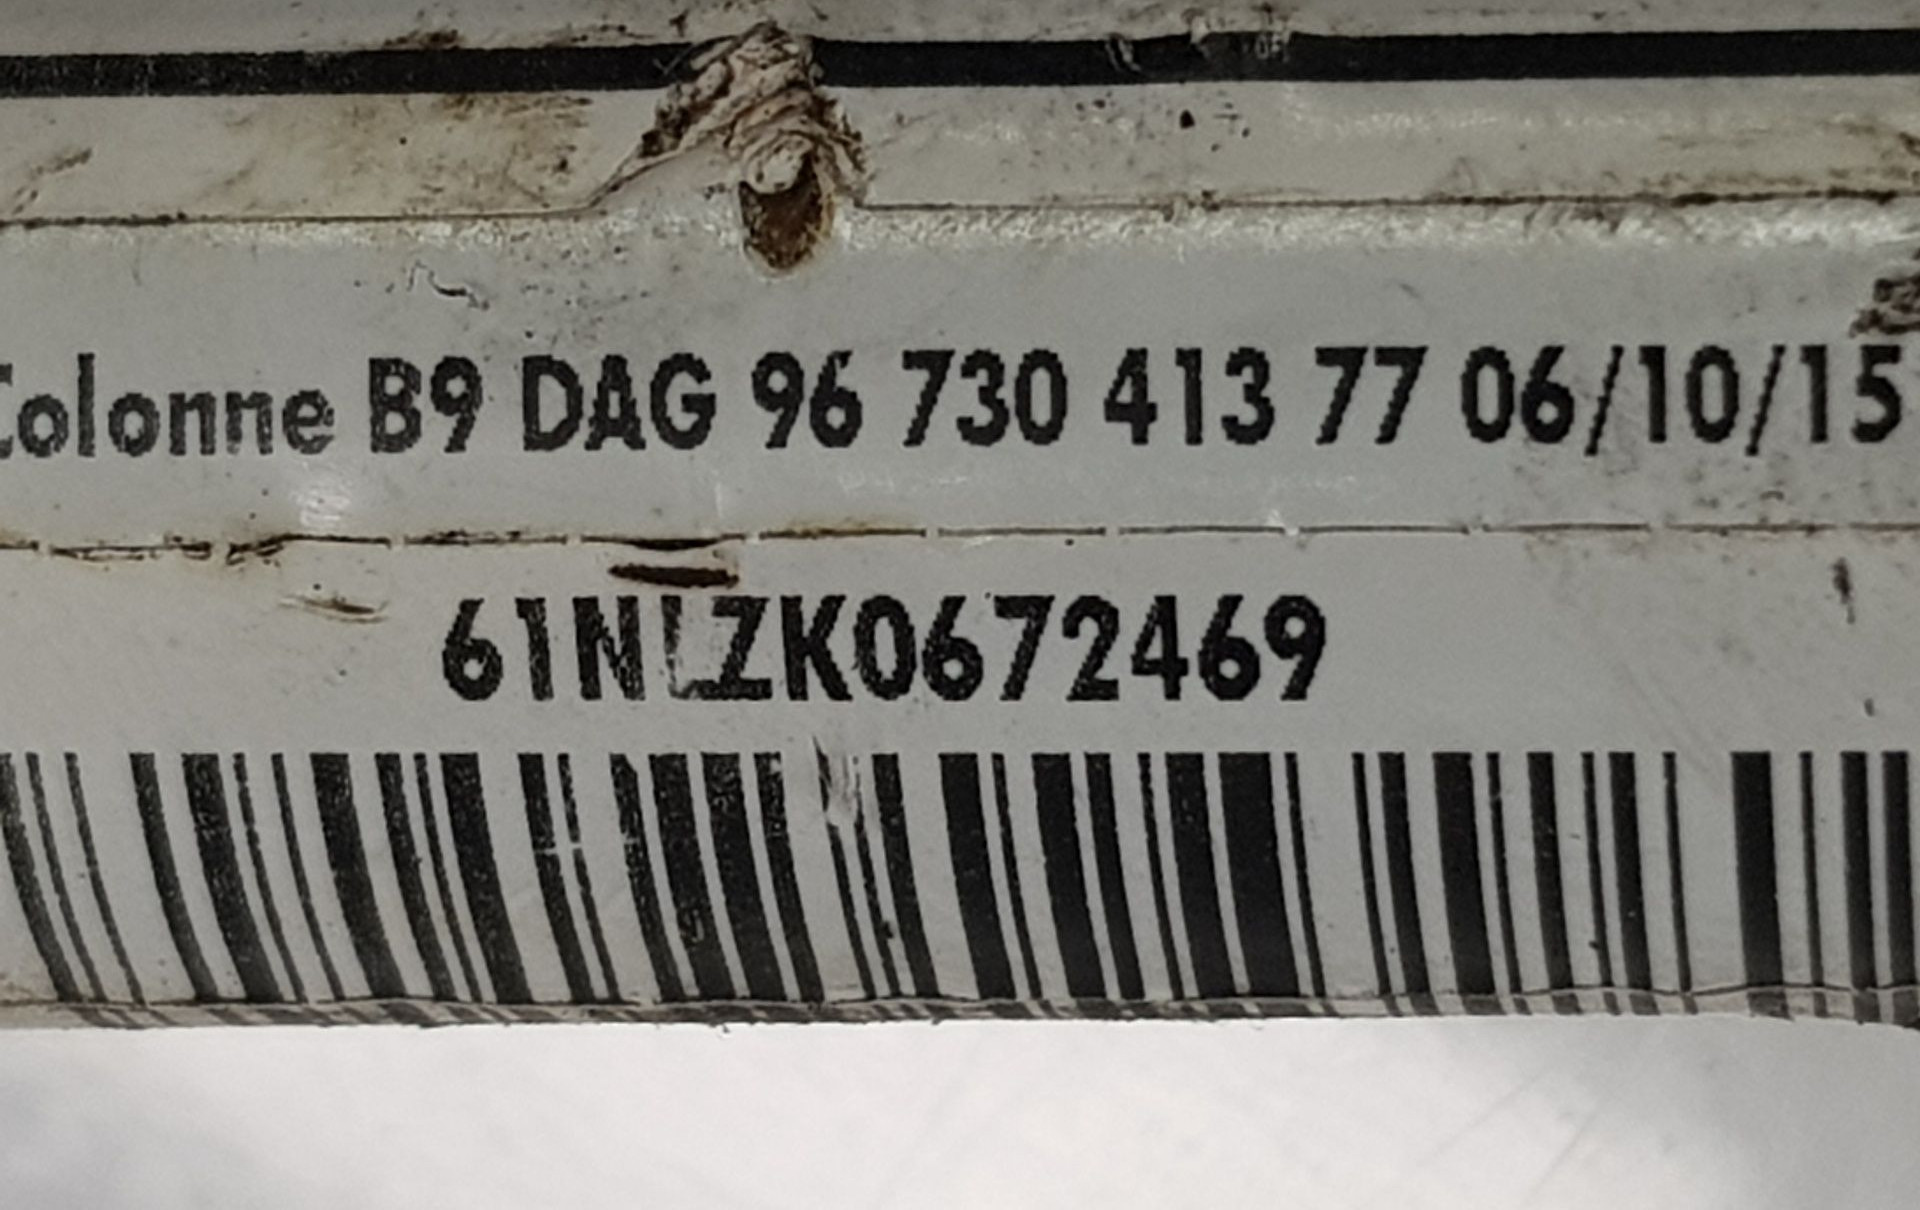 Colonne B9 DAG 96 730 413 77 06/10/15
61NLZK0672469